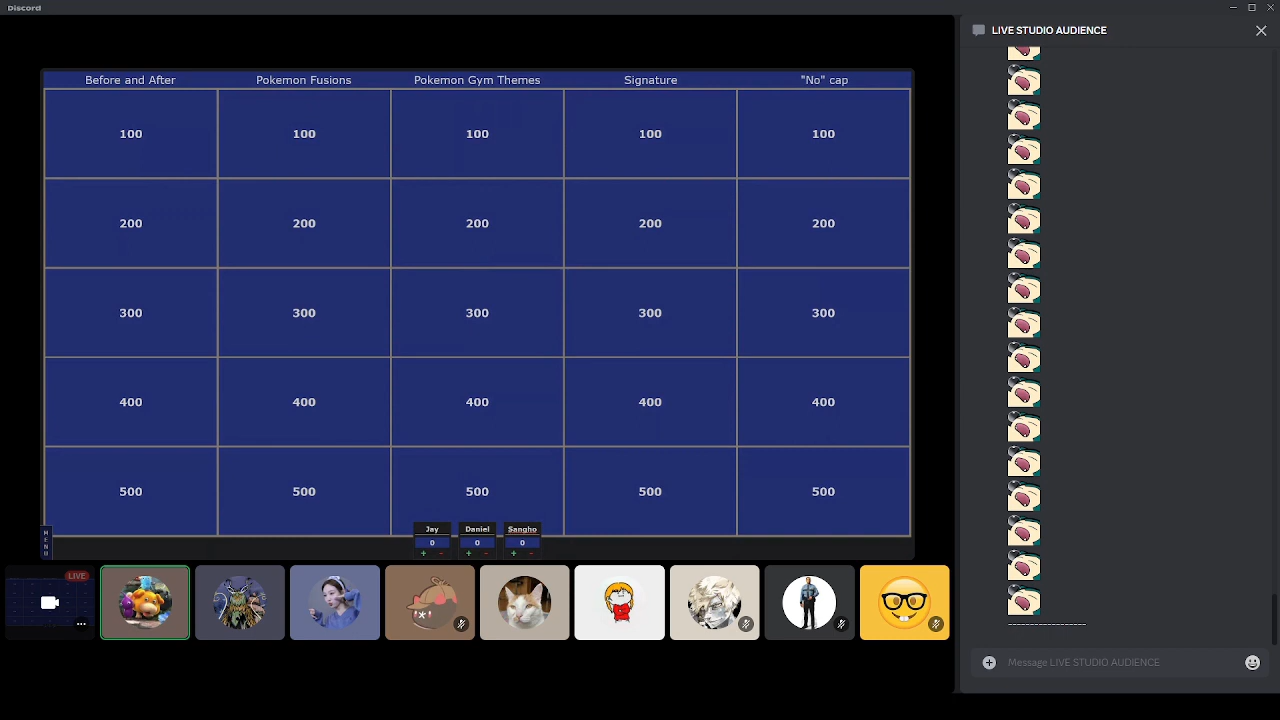 Discord
LIVE STUDIO AUDIENCE
Before and After Pokemon Fusions Pokemon Gym Themes Signature "No" cap
100 100 100 100 100
200 200 200 200 200
300 300 300 300 300
400 400 400 400 400
500 500 500 500 500
MENU
Jay Daniel Sangho
0 0 0
+ - + - + -
LIVE
--------------------
Message LIVE STUDIO AUDIENCE